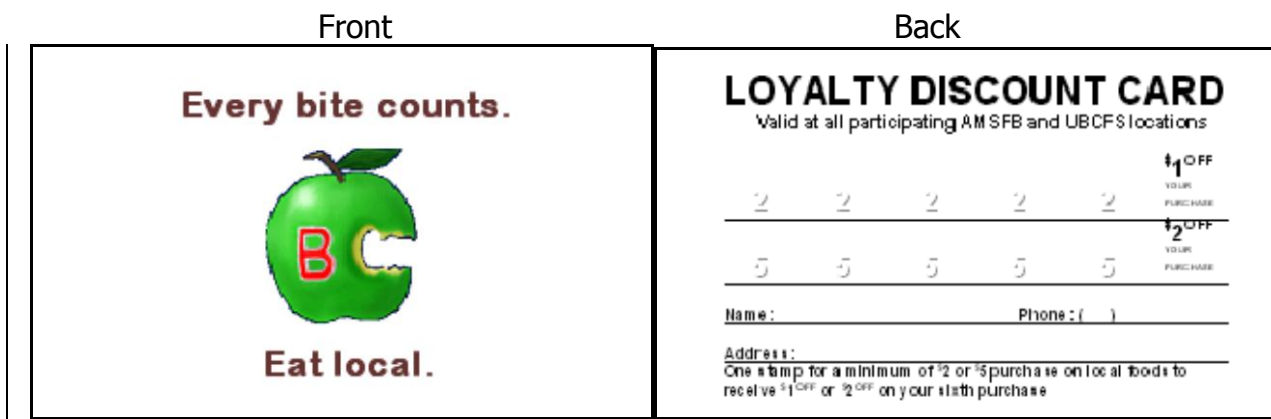 Front
Back
Every bite counts.
B
Eat local.
LOYALTY DISCOUNT CARD
Valid at all participating AMSFB and UBCFS locations
$1 OFF
YOUR
PURCHASE
2 2 2 2 2
$2 OFF
YOUR
PURCHASE
5 5 5 5 5
Name: Phone: ( )
Address:
One stamp for a minimum of $2 or $5 purchase on local foods to
receive $1 OFF or $2 OFF on your sixth purchase